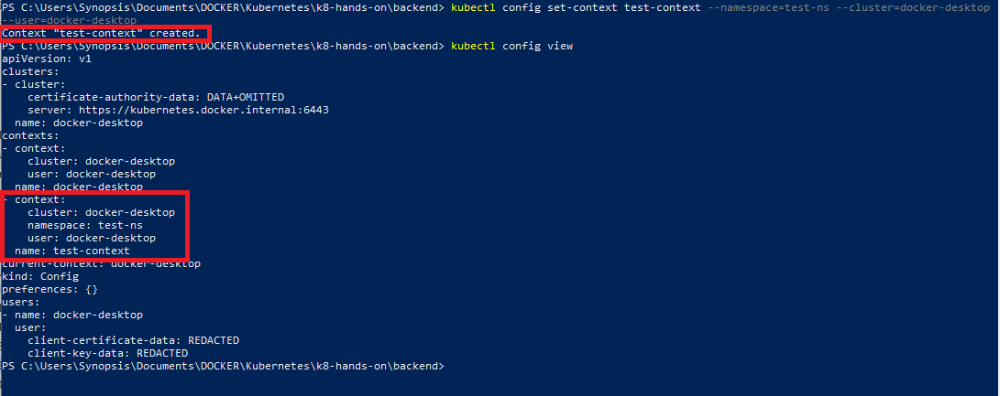 PS C:\Users\Synopsis\Documents\DOCKER\Kubernetes\k8-hands-on\backend> kubectl config set-context test-context --namespace=test-ns --cluster=docker-desktop
--user=docker-desktop
Context "test-context" created.
PS C:\Users\Synopsis\Documents\DOCKER\Kubernetes\k8-hands-on\backend> kubectl config view
apiVersion: v1
clusters:
- cluster:
    certificate-authority-data: DATA+OMITTED
    server: https://kubernetes.docker.internal:6443
  name: docker-desktop
contexts:
- context:
    cluster: docker-desktop
    user: docker-desktop
  name: docker-desktop
- context:
    cluster: docker-desktop
    namespace: test-ns
    user: docker-desktop
  name: test-context
current-context: docker-desktop
kind: Config
preferences: {}
users:
- name: docker-desktop
  user:
    client-certificate-data: REDACTED
    client-key-data: REDACTED
PS C:\Users\Synopsis\Documents\DOCKER\Kubernetes\k8-hands-on\backend>